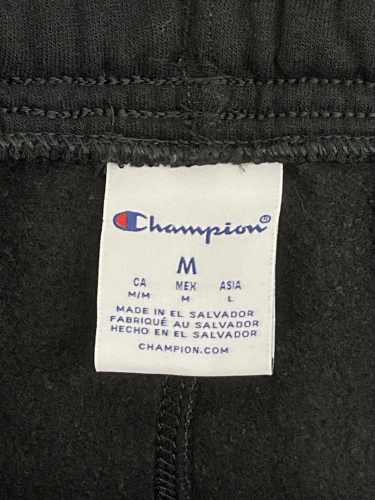 Champion®
M
CA MEX ASIA
M/M M L
MADE IN EL SALVADOR
FABRIQUÉ AU SALVADOR
HECHO EN EL SALVADOR
CHAMPION.COM